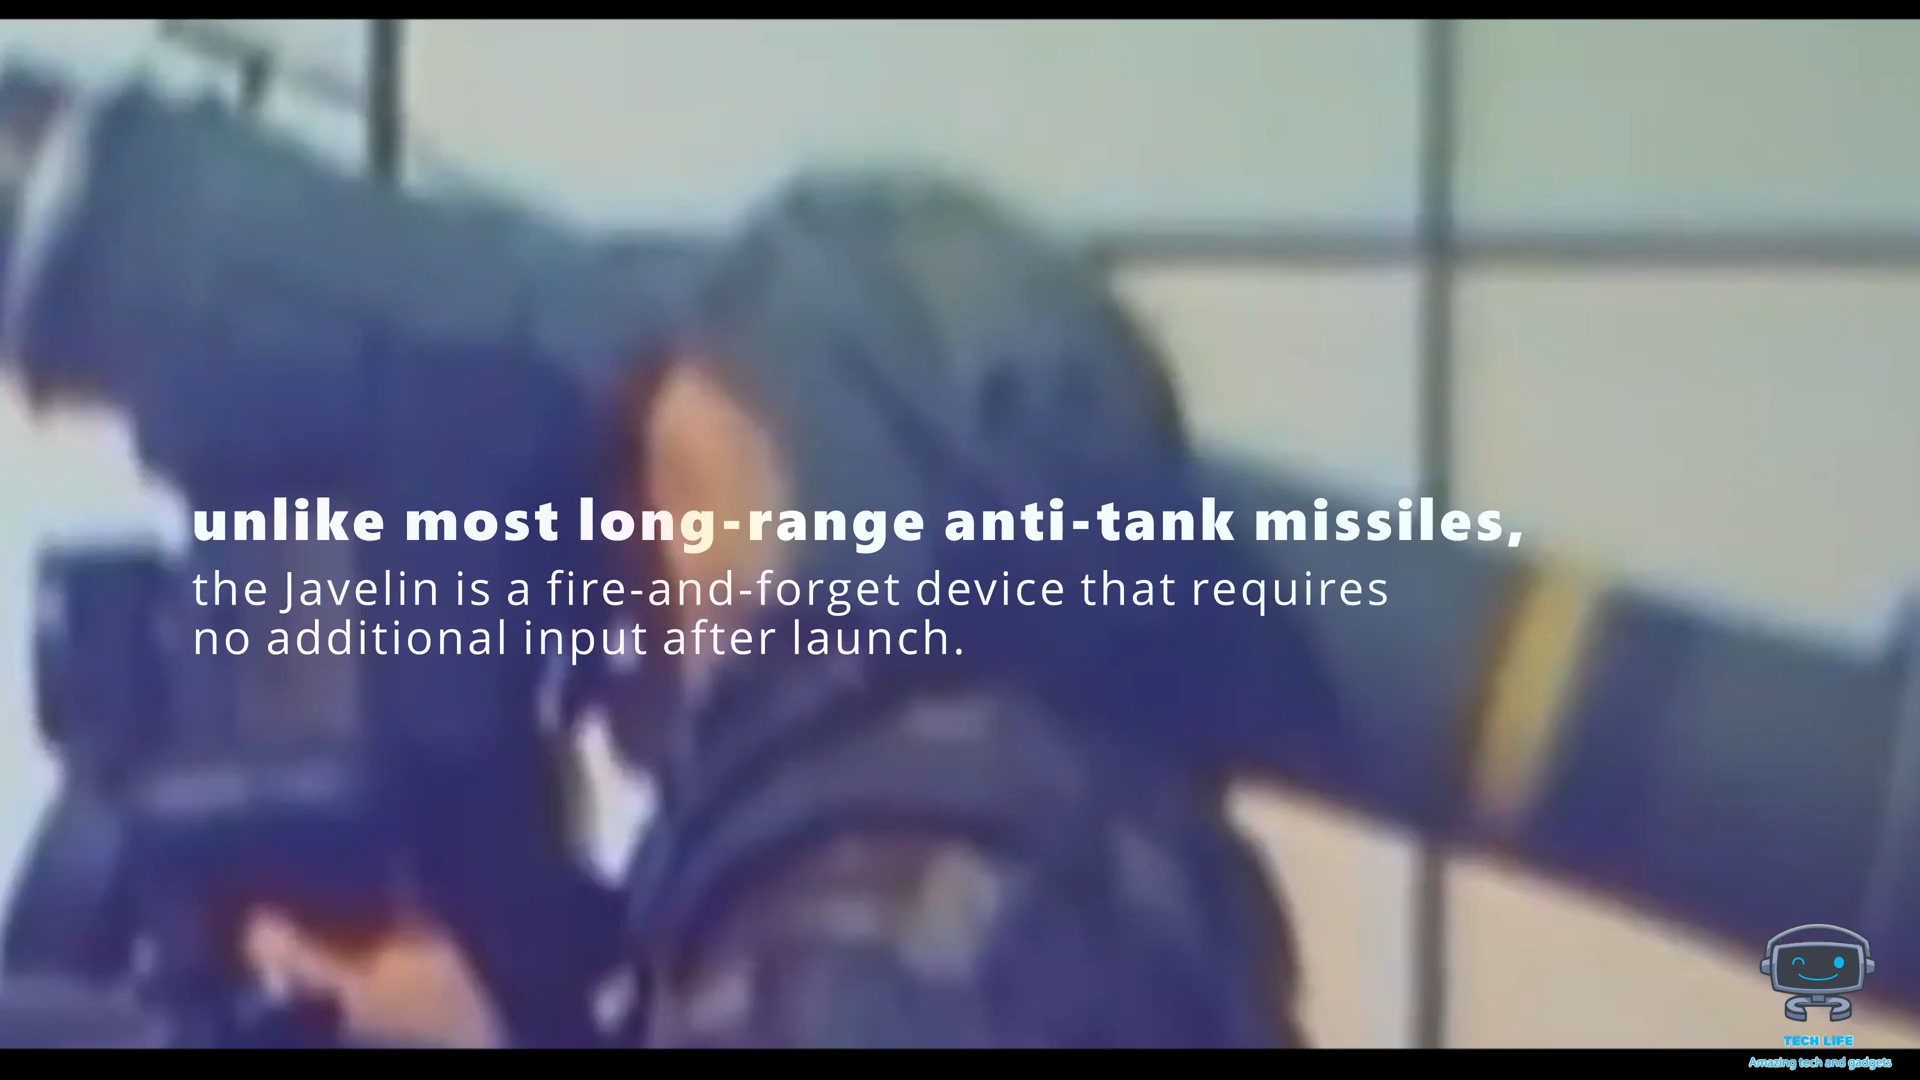 unlike most long-range anti-tank missiles,
the Javelin is a fire-and-forget device that requires
no additional input after launch.
TECH LIFE
Amazing tech and gadgets